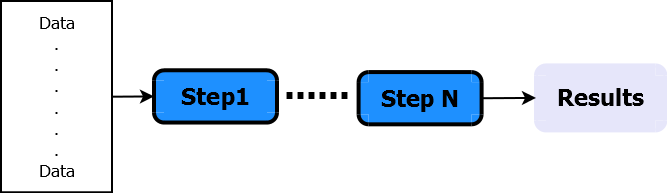 Data
.
.
.
.
.
.
Data
Step1
......
Step N
Results